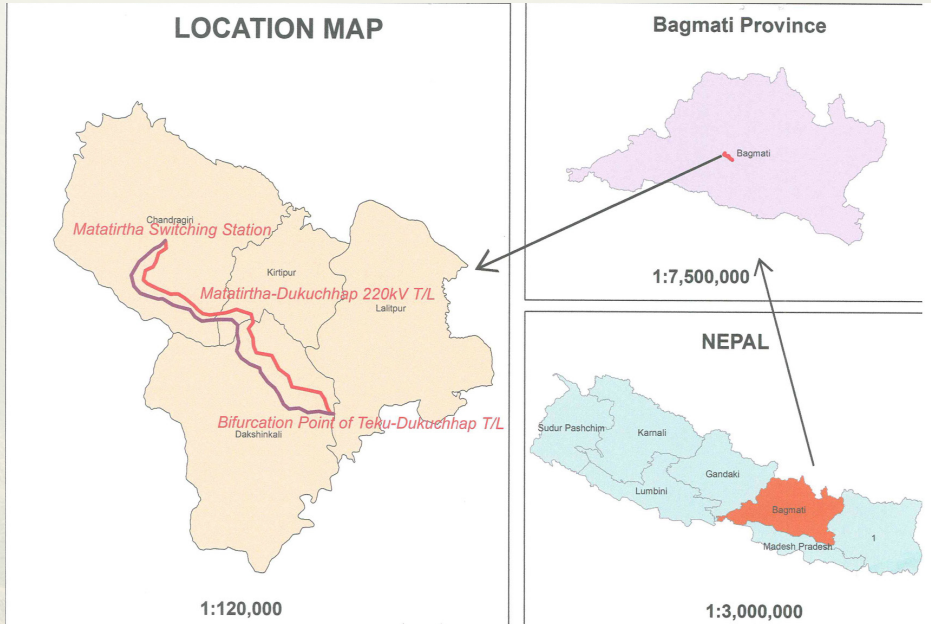 LOCATION MAP
Chandragiri
Matatirtha Switching Station
Kirtipur
Matatirtha-Dukuchhap 220kV T/L
Lalitpur
Bifurcation Point of Teku-Dukuchhap T/L
Dakshinkali
1:120,000
Bagmati Province
Bagmati
1:7,500,000
NEPAL
Sudur Pashchim
Karnali
Gandaki
Lumbini
Bagmati
1
Madesh Pradesh
1:3,000,000